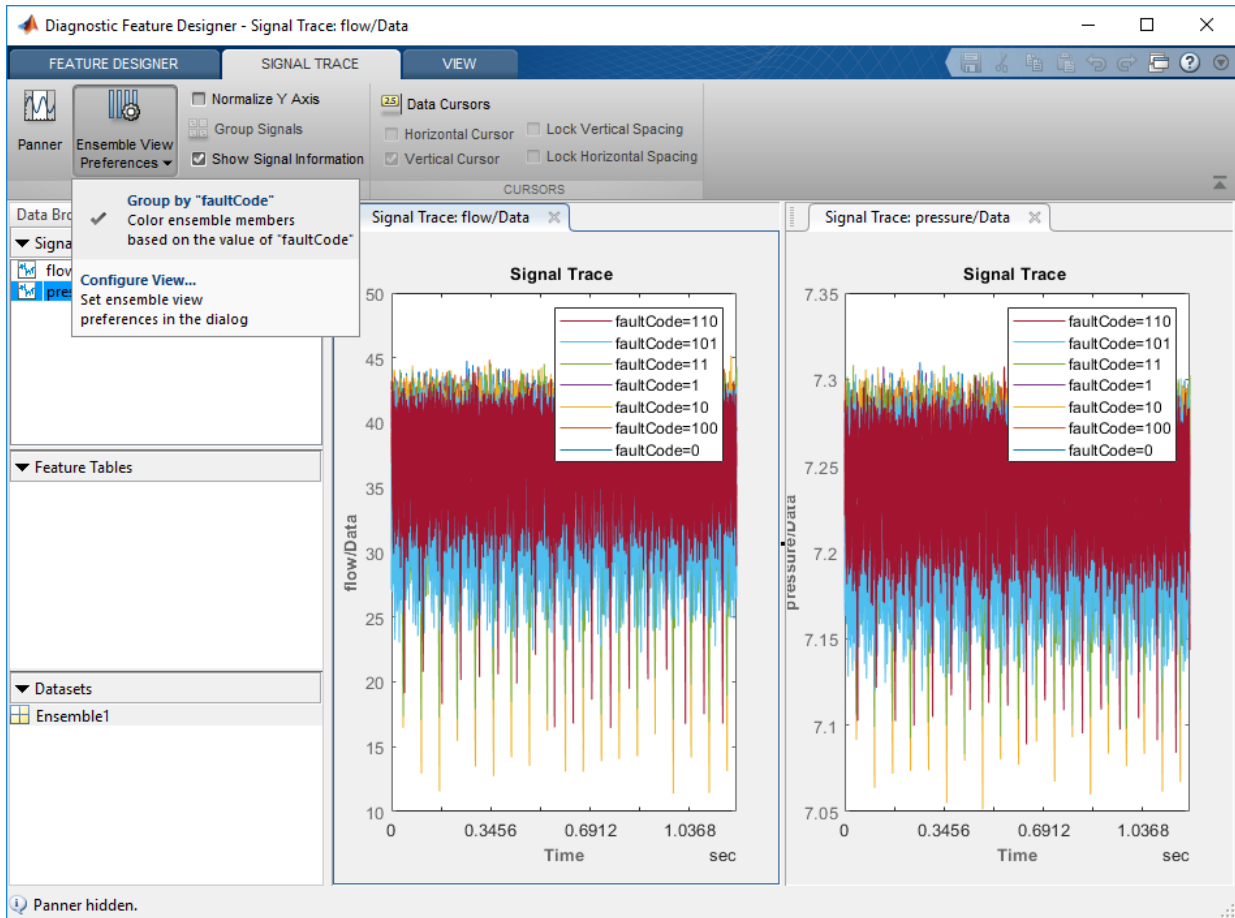 Diagnostic Feature Designer - Signal Trace: flow/Data
FEATURE DESIGNER
SIGNAL TRACE
VIEW
Panner
Ensemble View
Preferences
Normalize Y Axis
Group Signals
Show Signal Information
2.5 Data Cursors
Horizontal Cursor
Lock Vertical Spacing
Vertical Cursor
Lock Horizontal Spacing
CURSORS
Group by "faultCode"
Color ensemble members
based on the value of "faultCode"
Configure View...
Set ensemble view
preferences in the dialog
Data Bro
Signa
flow
pres
Feature Tables
Datasets
Ensemble1
Signal Trace: flow/Data
Signal Trace
50
45
40
35
30
25
20
15
10
flow/Data
faultCode=110
faultCode=101
faultCode=11
faultCode=1
faultCode=10
faultCode=100
faultCode=0
0
0.3456
0.6912
1.0368
Time
sec
Signal Trace: pressure/Data
Signal Trace
7.35
7.3
7.25
7.2
7.15
7.1
7.05
pressure/Data
faultCode=110
faultCode=101
faultCode=11
faultCode=1
faultCode=10
faultCode=100
faultCode=0
0
0.3456
0.6912
1.0368
Time
sec
Panner hidden.